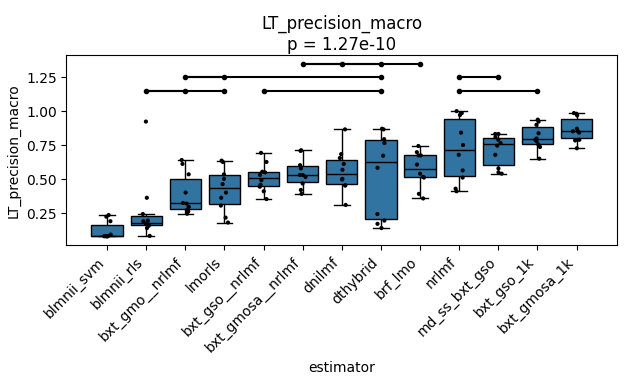 LT_precision_macro
p = 1.27e-10
LT_precision_macro
1.25
1.00
0.75
0.50
0.25
blmnii_svm
blmnii_rls
bxt_gmo__nrlmf
lmorls
bxt_gso__nrlmf
bxt_gmosa__nrlmf
dnilmf
dthybrid
brf_lmo
nrlmf
md_ss_bxt_gso
bxt_gso_1k
bxt_gmosa_1k
estimator